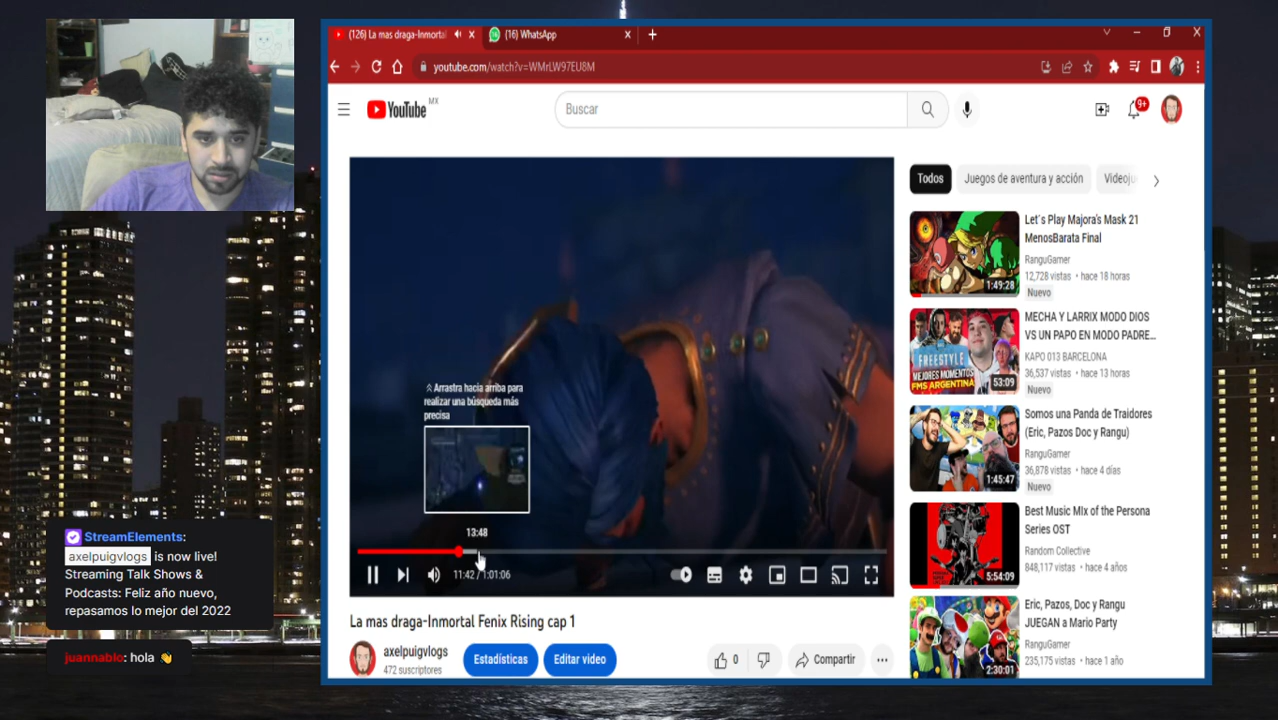 (126) La mas draga-Inmortal
(16) WhatsApp
youtube.com/watch?v=WMrLW97EU8M
YouTube MX
Buscar
9+
Todos
Juegos de aventura y acción
Videoju
Let´s Play Majora's Mask 21
MenosBarata Final
RanguGamer
12,728 vistas • hace 18 horas
Nuevo
1:49:28
MECHA Y LARRIX MODO DIOS
VS UN PAPO EN MODO PADRE...
KAPO 013 BARCELONA
36,537 vistas • hace 13 horas
Nuevo
FREESTYLE
MEJORES MOMENTOS
FMS ARGENTINA
53:09
Somos una Panda de Traidores
(Eric, Pazos Doc y Rangu)
RanguGamer
36,878 vistas • hace 4 días
Nuevo
1:45:47
Best Music MIx of the Persona
Series OST
Random Collective
848,117 vistas • hace 4 años
5:54:09
Eric, Pazos, Doc y Rangu
JUEGAN a Mario Party
RanguGamer
235,175 vistas • hace 1 año
2:30:01
Arrastra hacia arriba para
realizar una búsqueda más
precisa
13:48
11:42 / 1:01:06
La mas draga-Inmortal Fenix Rising cap 1
axelpuigvlogs
472 suscriptores
Estadísticas
Editar video
0
Compartir
StreamElements:
axelpuigvlogs is now live!
Streaming Talk Shows &
Podcasts: Feliz año nuevo,
repasamos lo mejor del 2022
juannablo: hola 👋